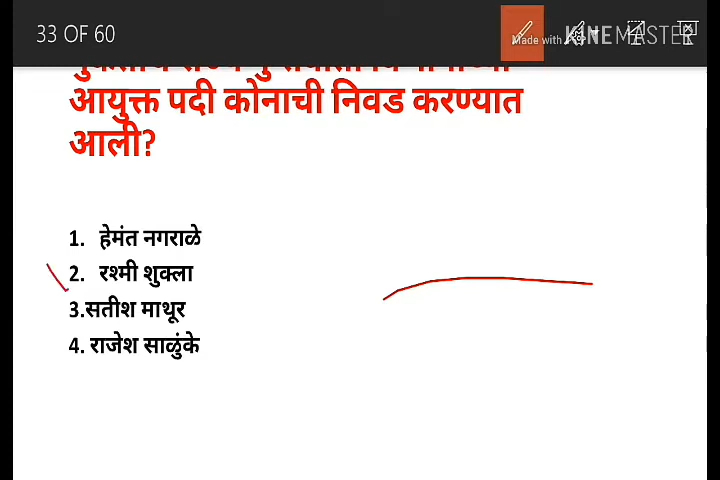 33 OF 60
Made with KINEMASTER
आयुक्त पदी कोनाची निवड करण्यात
आली?
1. हेमंत नगराळे
2. रश्मी शुक्ला
3.सतीश माथूर
4. राजेश साळुंके